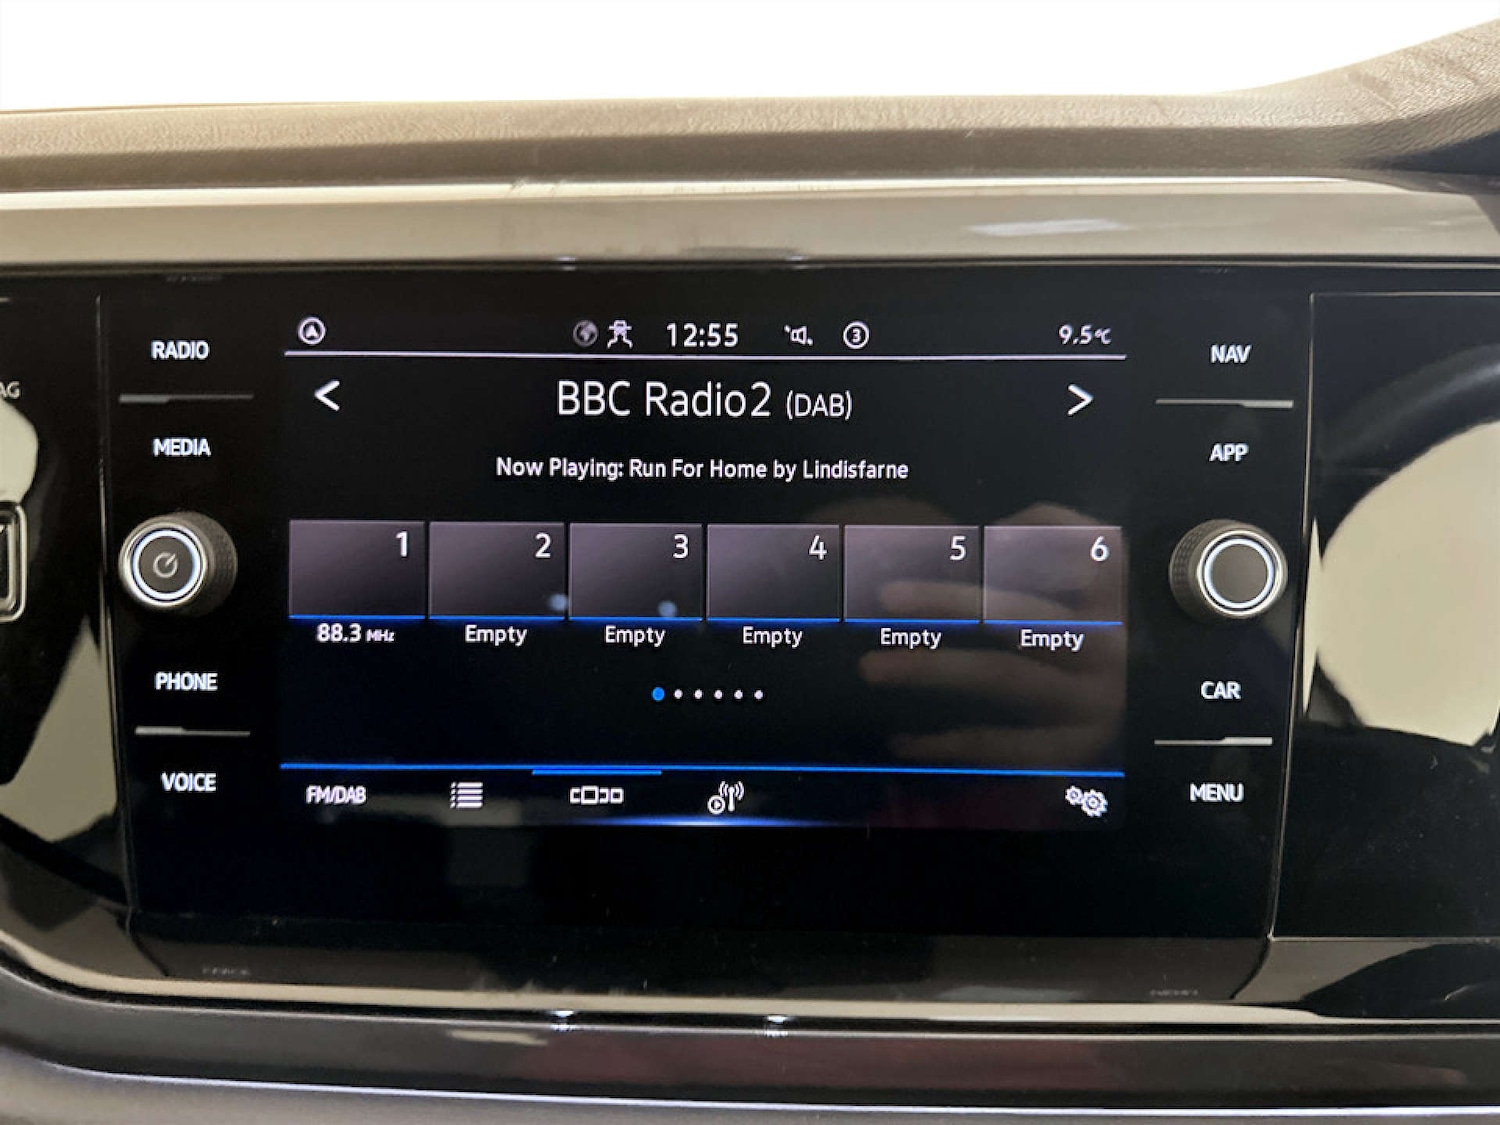 RADIO
MEDIA
PHONE
VOICE
12:55
3
9.5°C
< BBC Radio2 (DAB) >
Now Playing: Run For Home by Lindisfarne
1 2 3 4 5 6
88.3 MHz Empty Empty Empty Empty Empty
FM/DAB
NAV
APP
CAR
MENU
AG